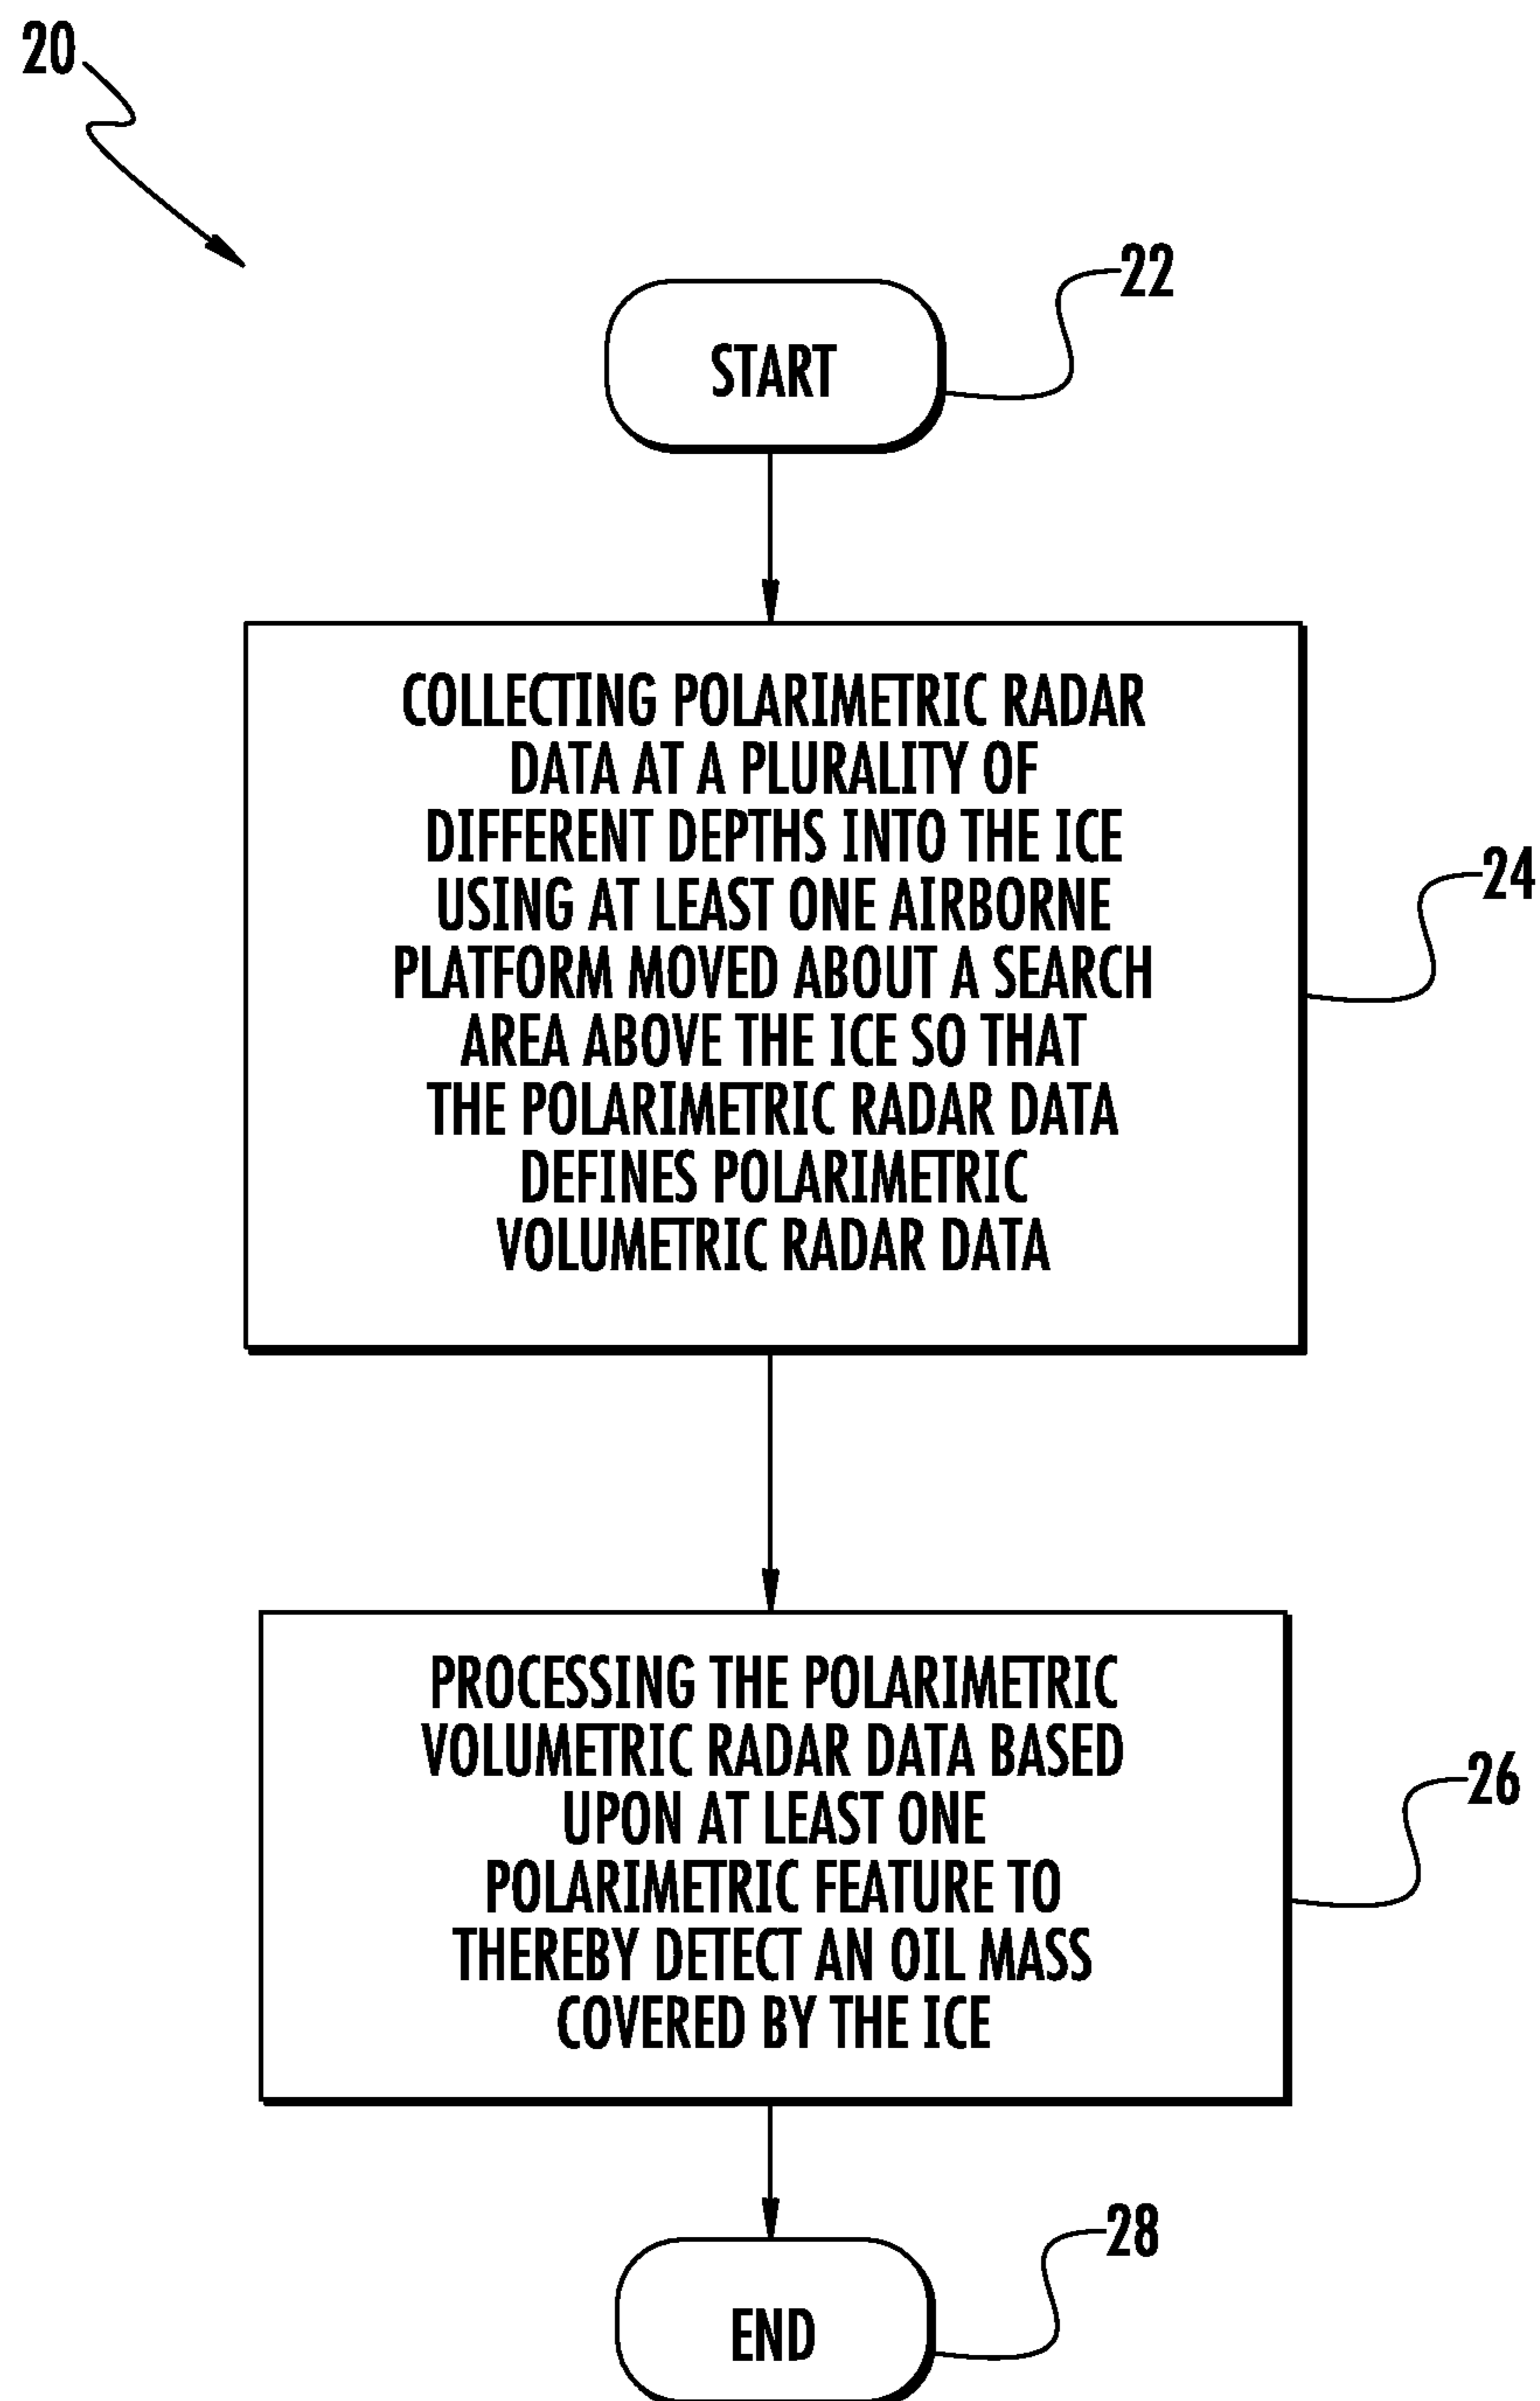 20
22
START
COLLECTING POLARIMETRIC RADAR
DATA AT A PLURALITY OF
DIFFERENT DEPTHS INTO THE ICE
USING AT LEAST ONE AIRBORNE
PLATFORM MOVED ABOUT A SEARCH
AREA ABOVE THE ICE SO THAT
THE POLARIMETRIC RADAR DATA
DEFINES POLARIMETRIC
VOLUMETRIC RADAR DATA
24
PROCESSING THE POLARIMETRIC
VOLUMETRIC RADAR DATA BASED
UPON AT LEAST ONE
POLARIMETRIC FEATURE TO
THEREBY DETECT AN OIL MASS
COVERED BY THE ICE
26
28
END